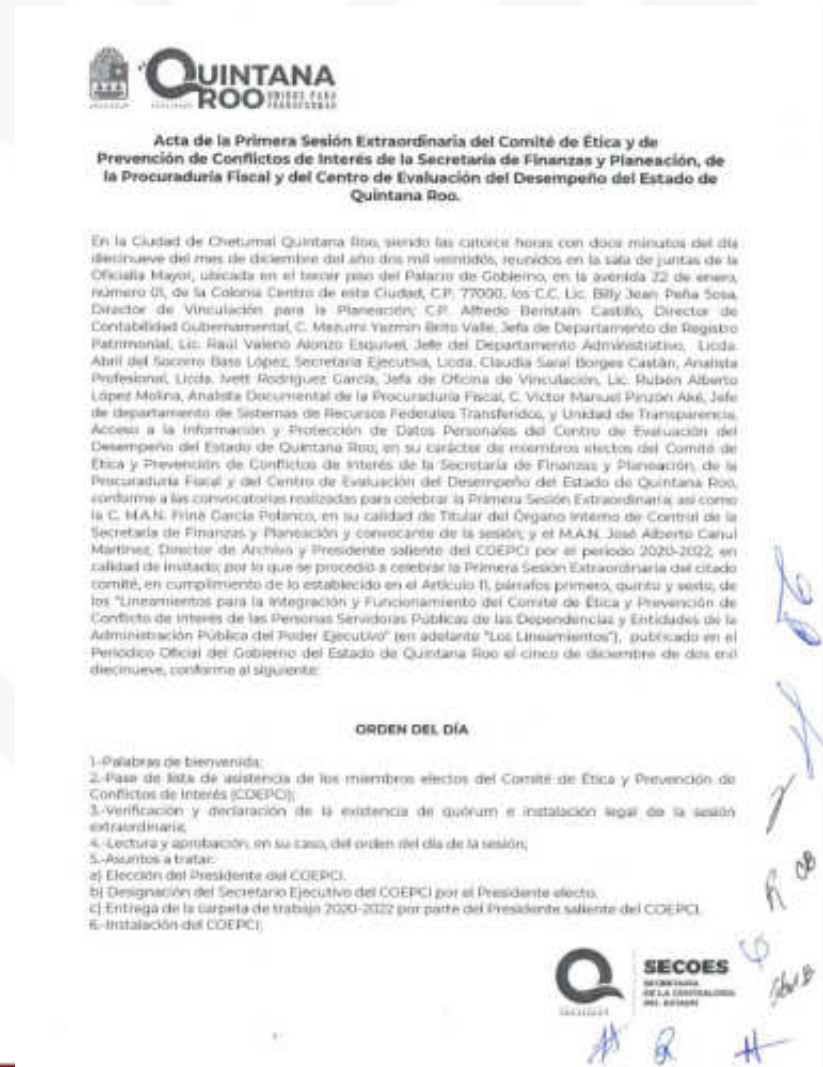 QUINTANA
ROO UNIDOS PARA
TRANSFORMAR
Acta de la Primera Sesión Extraordinaria del Comité de Ética y de
Prevención de Conflictos de Interés de la Secretaría de Finanzas y Planeación, de
la Procuraduría Fiscal y del Centro de Evaluación del Desempeño del Estado de
Quintana Roo.
En la Ciudad de Chetumal Quintana Roo, siendo las catorce horas con doce minutos del día
diecinueve del mes de diciembre del año dos mil veintidós, reunidos en la sala de juntas de la
Oficialía Mayor, ubicada en el tercer piso del Palacio de Gobierno, en la avenida 22 de enero,
número 01, de la Colonia Centro de esta Ciudad, C.P. 77000, los C.C. Lic. Billy Jean Peña Sosa,
Director de Vinculación para la Planeación; C.P. Alfredo Beristain Castillo, Director de
Contabilidad Gubernamental, C. Mazumi Yazmin Brito Valle, Jefa de Departamento de Registro
Patrimonial, Lic. Raúl Valerio Alonzo Esquivel, Jefe del Departamento Administrativo, Licda.
Abril del Socorro Bass López, Secretaria Ejecutiva, Licda. Claudia Saraí Borges Castán, Analista
Profesional, Licda. Ivett Rodríguez García, Jefa de Oficina de Vinculación, Lic. Rubén Alberto
López Molina, Analista Documental de la Procuraduría Fiscal, C. Víctor Manuel Pinzón Aké, Jefe
de departamento de Sistemas de Recursos Federales Transferidos, y Unidad de Transparencia,
Acceso a la Información y Protección de Datos Personales del Centro de Evaluación del
Desempeño del Estado de Quintana Roo, en su carácter de miembros electos del Comité de
Ética y Prevención de Conflictos de Interés de la Secretaría de Finanzas y Planeación, de la
Procuraduría Fiscal y del Centro de Evaluación del Desempeño del Estado de Quintana Roo,
conforme a las convocatorias realizadas para celebrar la Primera Sesión Extraordinaria; así como
la C. M.A.N. Frine García Polanco, en su calidad de Titular del Órgano Interno de Control de la
Secretaría de Finanzas y Planeación y convocante de la sesión; y el M.A.N. José Alberto Canul
Martínez, Director de Archivo y Presidente saliente del COEPCI por el periodo 2020-2022, en
calidad de invitado; por lo que se procedió a celebrar la Primera Sesión Extraordinaria del citado
comité, en cumplimiento de lo establecido en el Artículo 11, párrafos primero, quinto y sexto, de
los "Lineamientos para la Integración y Funcionamiento del Comité de Ética y Prevención de
Conflicto de Interés de las Personas Servidoras Públicas de las Dependencias y Entidades de la
Administración Pública del Poder Ejecutivo" (en adelante "Los Lineamientos"), publicado en el
Periódico Oficial del Gobierno del Estado de Quintana Roo el cinco de diciembre de dos mil
diecinueve, conforme al siguiente:
ORDEN DEL DÍA
1.-Palabras de bienvenida;
2.-Pase de lista de asistencia de los miembros electos del Comité de Ética y Prevención de
Conflictos de Interés (COEPCI);
3.-Verificación y declaración de la existencia de quórum e instalación legal de la sesión
extraordinaria;
4.-Lectura y aprobación, en su caso, del orden del día de la sesión;
5.-Asuntos a tratar:
a) Elección del Presidente del COEPCI.
b) Designación del Secretario Ejecutivo del COEPCI por el Presidente electo.
c) Entrega de la carpeta de trabajo 2020-2022 por parte del Presidente saliente del COEPCI.
6.-Instalación del COEPCI;
SECOES
SECRETARÍA
DE LA CONTRALORÍA
DEL ESTADO